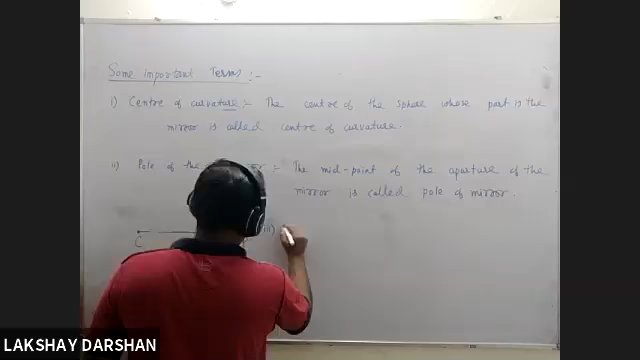 Some important Terms :-
i) Centre of curvature :- The centre of the sphere whose part is the
mirror is called centre of curvature.
ii) Pole of the :- The mid-point of the aperture of the
mirror is called pole of mirror.
iii)
C
LAKSHAY DARSHAN